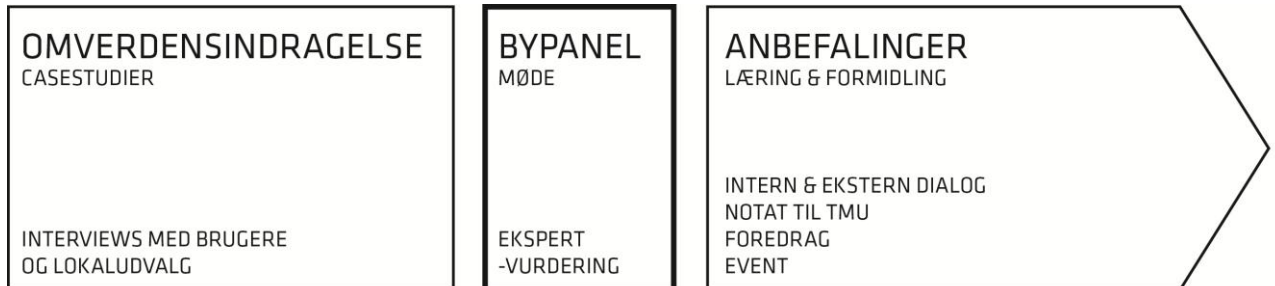 OMVERDENSINDRAGELSE
CASESTUDIER
INTERVIEWS MED BRUGERE
OG LOKALUDVALG
BYPANEL
MØDE
EKSPERT
-VURDERING
ANBEFALINGER
LÆRING & FORMIDLING
INTERN & EKSTERN DIALOG
NOTAT TIL TMU
FOREDRAG
EVENT